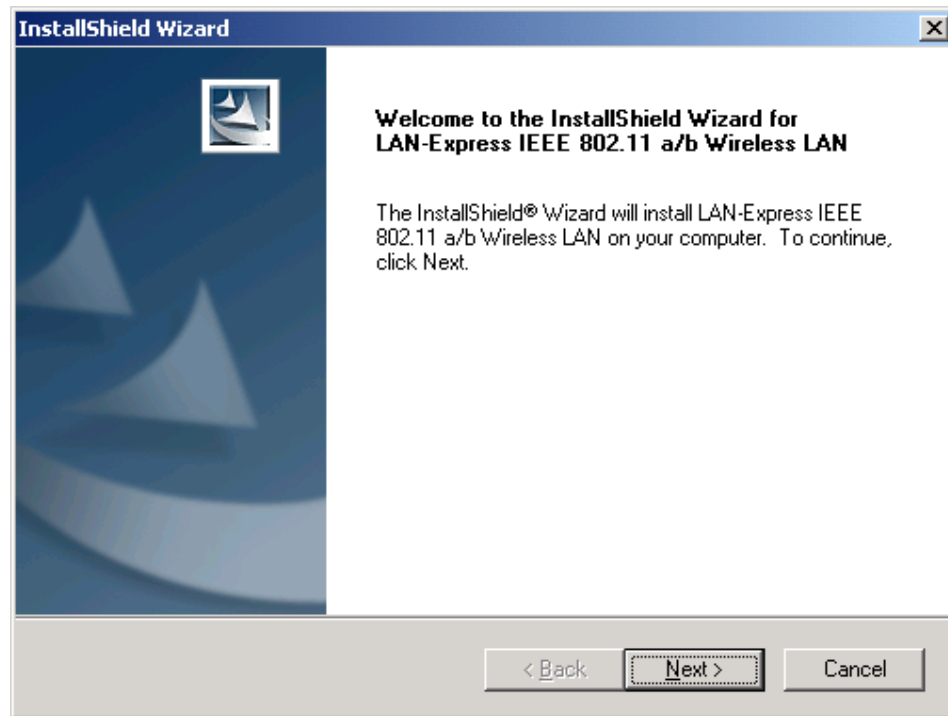 InstallShield Wizard
Welcome to the InstallShield Wizard for
LAN-Express IEEE 802.11 a/b Wireless LAN
The InstallShield® Wizard will install LAN-Express IEEE
802.11 a/b Wireless LAN on your computer.  To continue,
click Next.
< Back
Next >
Cancel